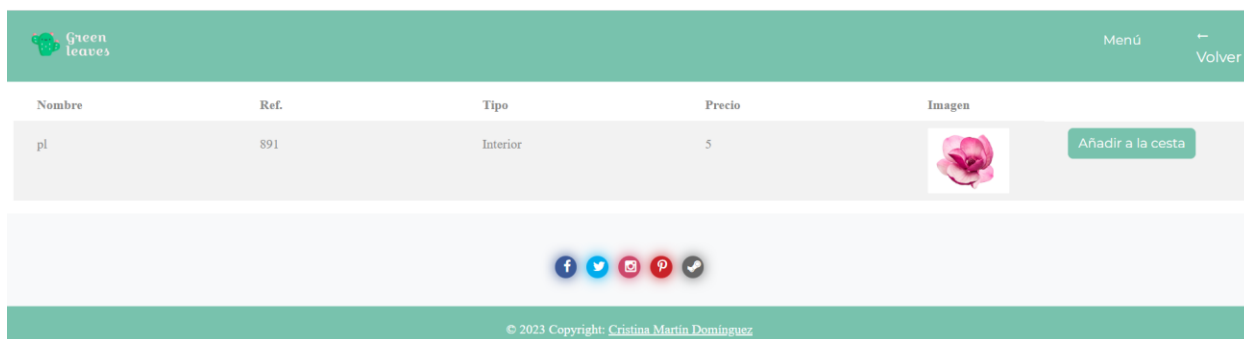 Green
leaves
Menú
←
Volver
Nombre Ref. Tipo Precio Imagen
pl 891 Interior 5 Añadir a la cesta
© 2023 Copyright: Cristina Martín Domínguez